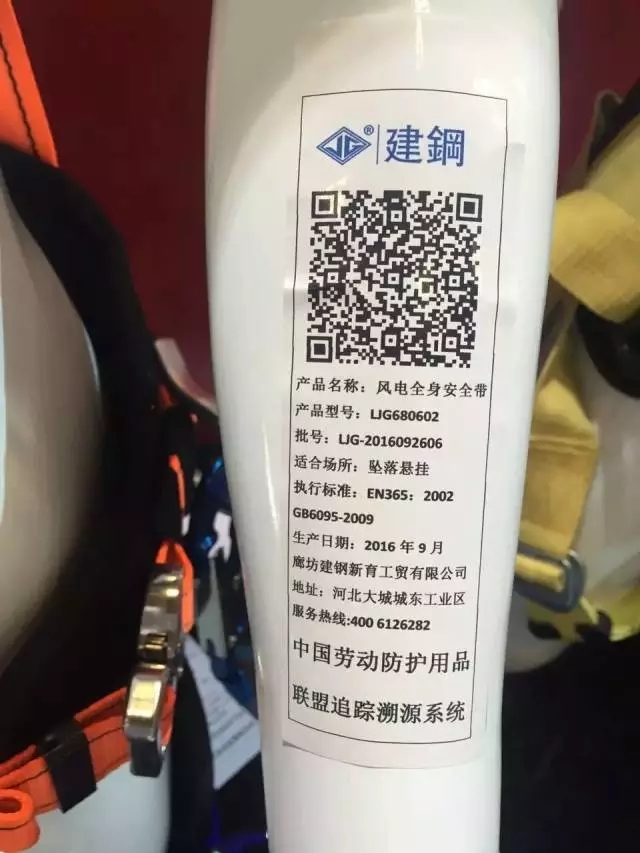 JG® 建鋼
产品名称：风电全身安全带
产品型号：LJG680602
批号：LJG-2016092606
适合场所：坠落悬挂
执行标准：EN365：2002
GB6095-2009
生产日期：2016 年 9 月
廊坊建钢新育工贸有限公司
地址：河北大城城东工业区
服务热线:400 6126282
中国劳动防护用品
联盟追踪溯源系统